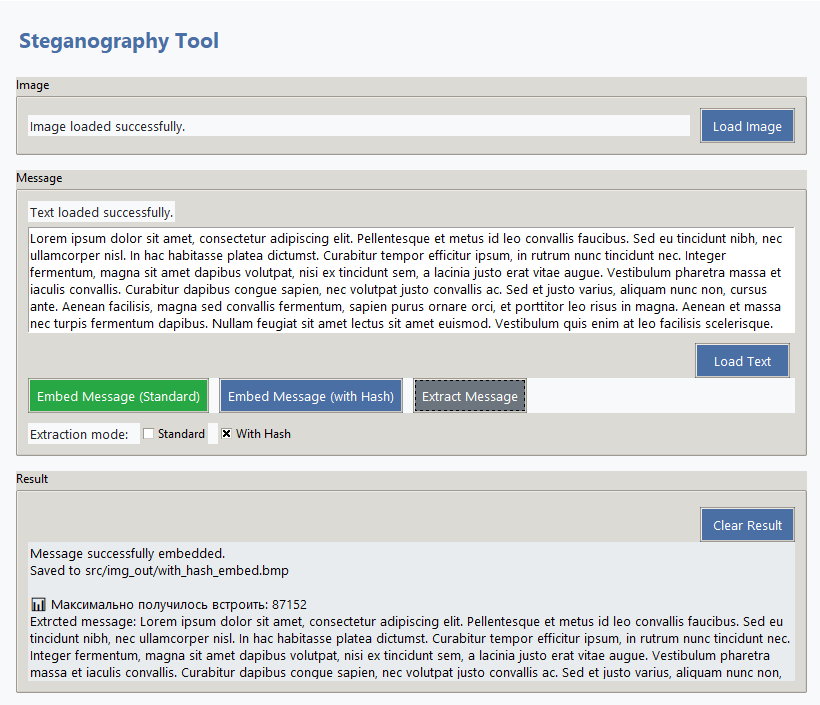 Steganography Tool
Image
Image loaded successfully.
Load Image
Message
Text loaded successfully.
Lorem ipsum dolor sit amet, consectetur adipiscing elit. Pellentesque et metus id leo convallis faucibus. Sed eu tincidunt nibh, nec
ullamcorper nisl. In hac habitasse platea dictumst. Curabitur tempor efficitur ipsum, in rutrum nunc tincidunt nec. Integer
fermentum, magna sit amet dapibus volutpat, nisi ex tincidunt sem, a lacinia justo erat vitae augue. Vestibulum pharetra massa et
iaculis convallis. Curabitur dapibus congue sapien, nec volutpat justo convallis ac. Sed et justo varius, aliquam nunc non, cursus
ante. Aenean facilisis, magna sed convallis fermentum, sapien purus ornare orci, et porttitor leo risus in magna. Aenean et massa
nec turpis fermentum dapibus. Nullam feugiat sit amet lectus sit amet euismod. Vestibulum quis enim at leo facilisis scelerisque.
Load Text
Embed Message (Standard)
Embed Message (with Hash)
Extract Message
Extraction mode:
Standard
With Hash
Result
Clear Result
Message successfully embedded.
Saved to src/img_out/with_hash_embed.bmp
Максимально получилось встроить: 87152
Extrcted message: Lorem ipsum dolor sit amet, consectetur adipiscing elit. Pellentesque et metus id leo convallis faucibus. Sed eu
tincidunt nibh, nec ullamcorper nisl. In hac habitasse platea dictumst. Curabitur tempor efficitur ipsum, in rutrum nunc tincidunt nec.
Integer fermentum, magna sit amet dapibus volutpat, nisi ex tincidunt sem, a lacinia justo erat vitae augue. Vestibulum pharetra
massa et iaculis convallis. Curabitur dapibus congue sapien, nec volutpat justo convallis ac. Sed et justo varius, aliquam nunc non,